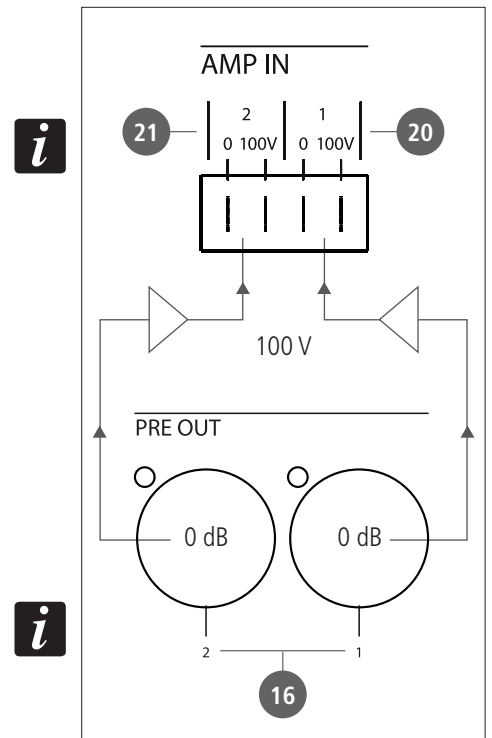 AMP IN
2 1
21 20
0 100V 0 100V
i
100 V
PRE OUT
0 dB 0 dB
i
2 1
16